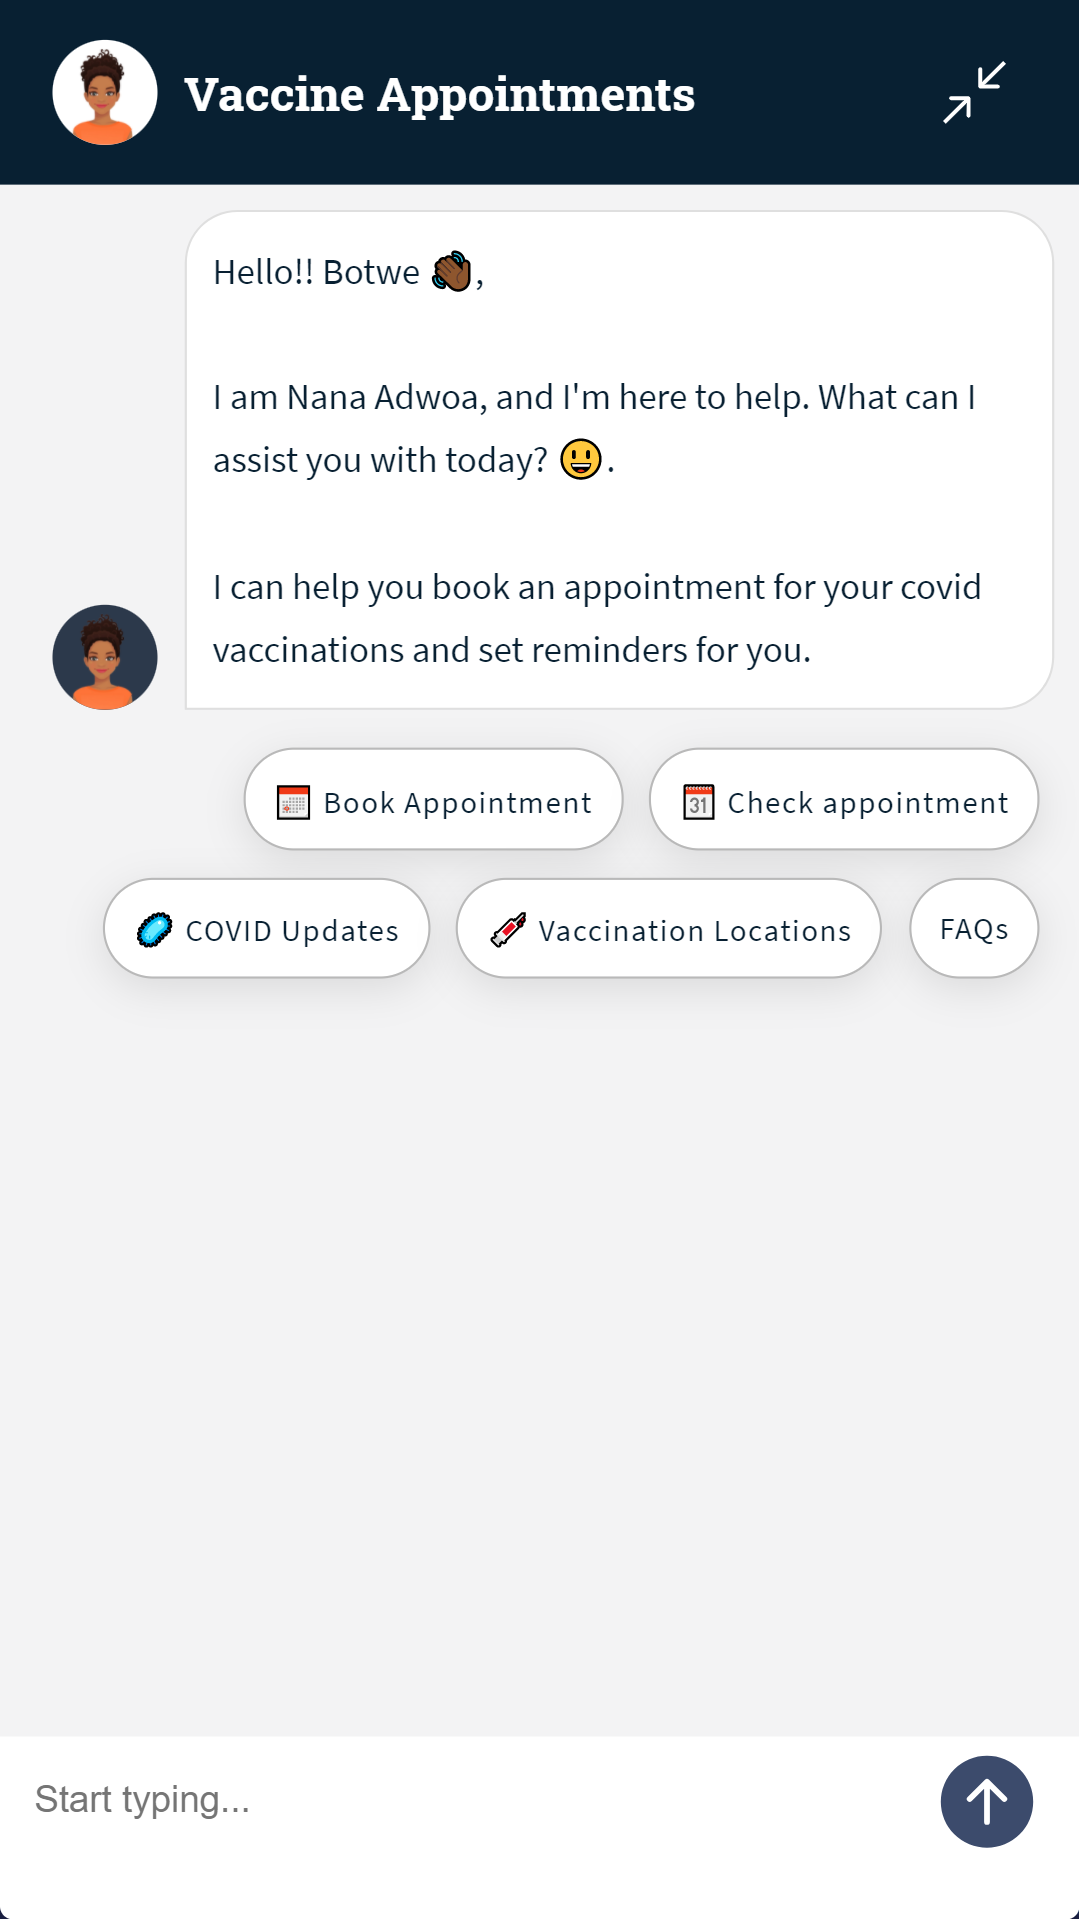 Vaccine Appointments
Hello!! Botwe 👋🏾,
I am Nana Adwoa, and I'm here to help. What can I
assist you with today? 😃.
I can help you book an appointment for your covid
vaccinations and set reminders for you.
📅 Book Appointment
📆 Check appointment
🦠 COVID Updates
💉 Vaccination Locations
FAQs
Start typing...